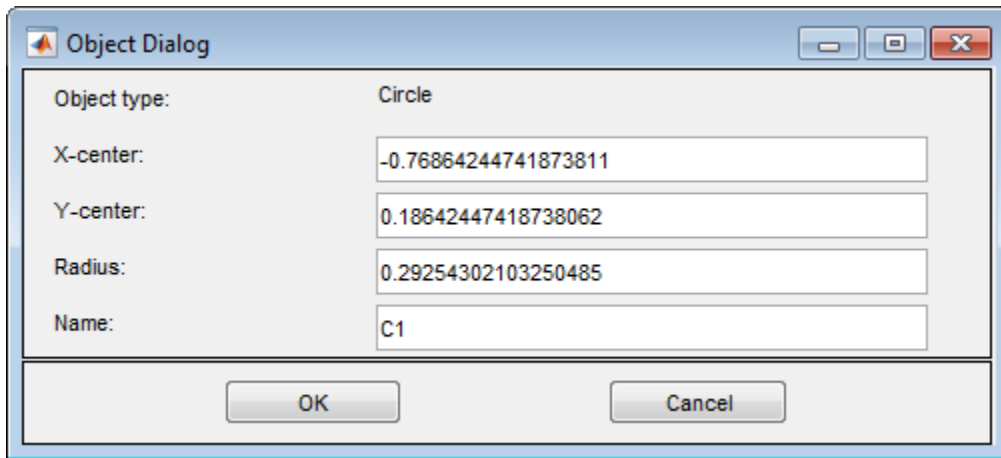 Object Dialog
Object type: Circle
X-center: -0.76864244741873811
Y-center: 0.18642447418738062
Radius: 0.29254302103250485
Name: C1
OK Cancel